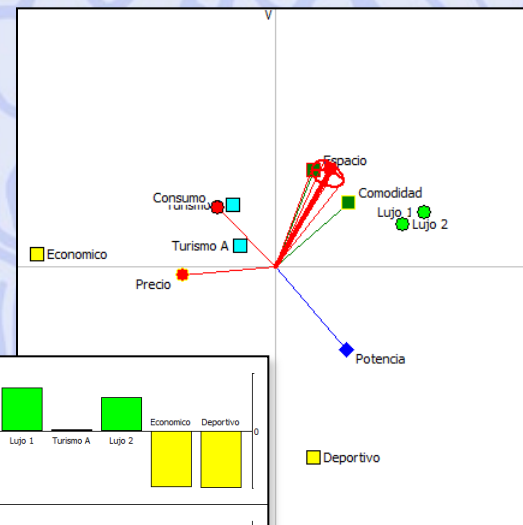 V
Espacio
Consumo
Comodidad
Lujo 1
Lujo 2
Turismo A
Economico
Precio
Potencia
Economico
Deportivo
Lujo 1
Turismo A
Lujo 2
0
Deportivo